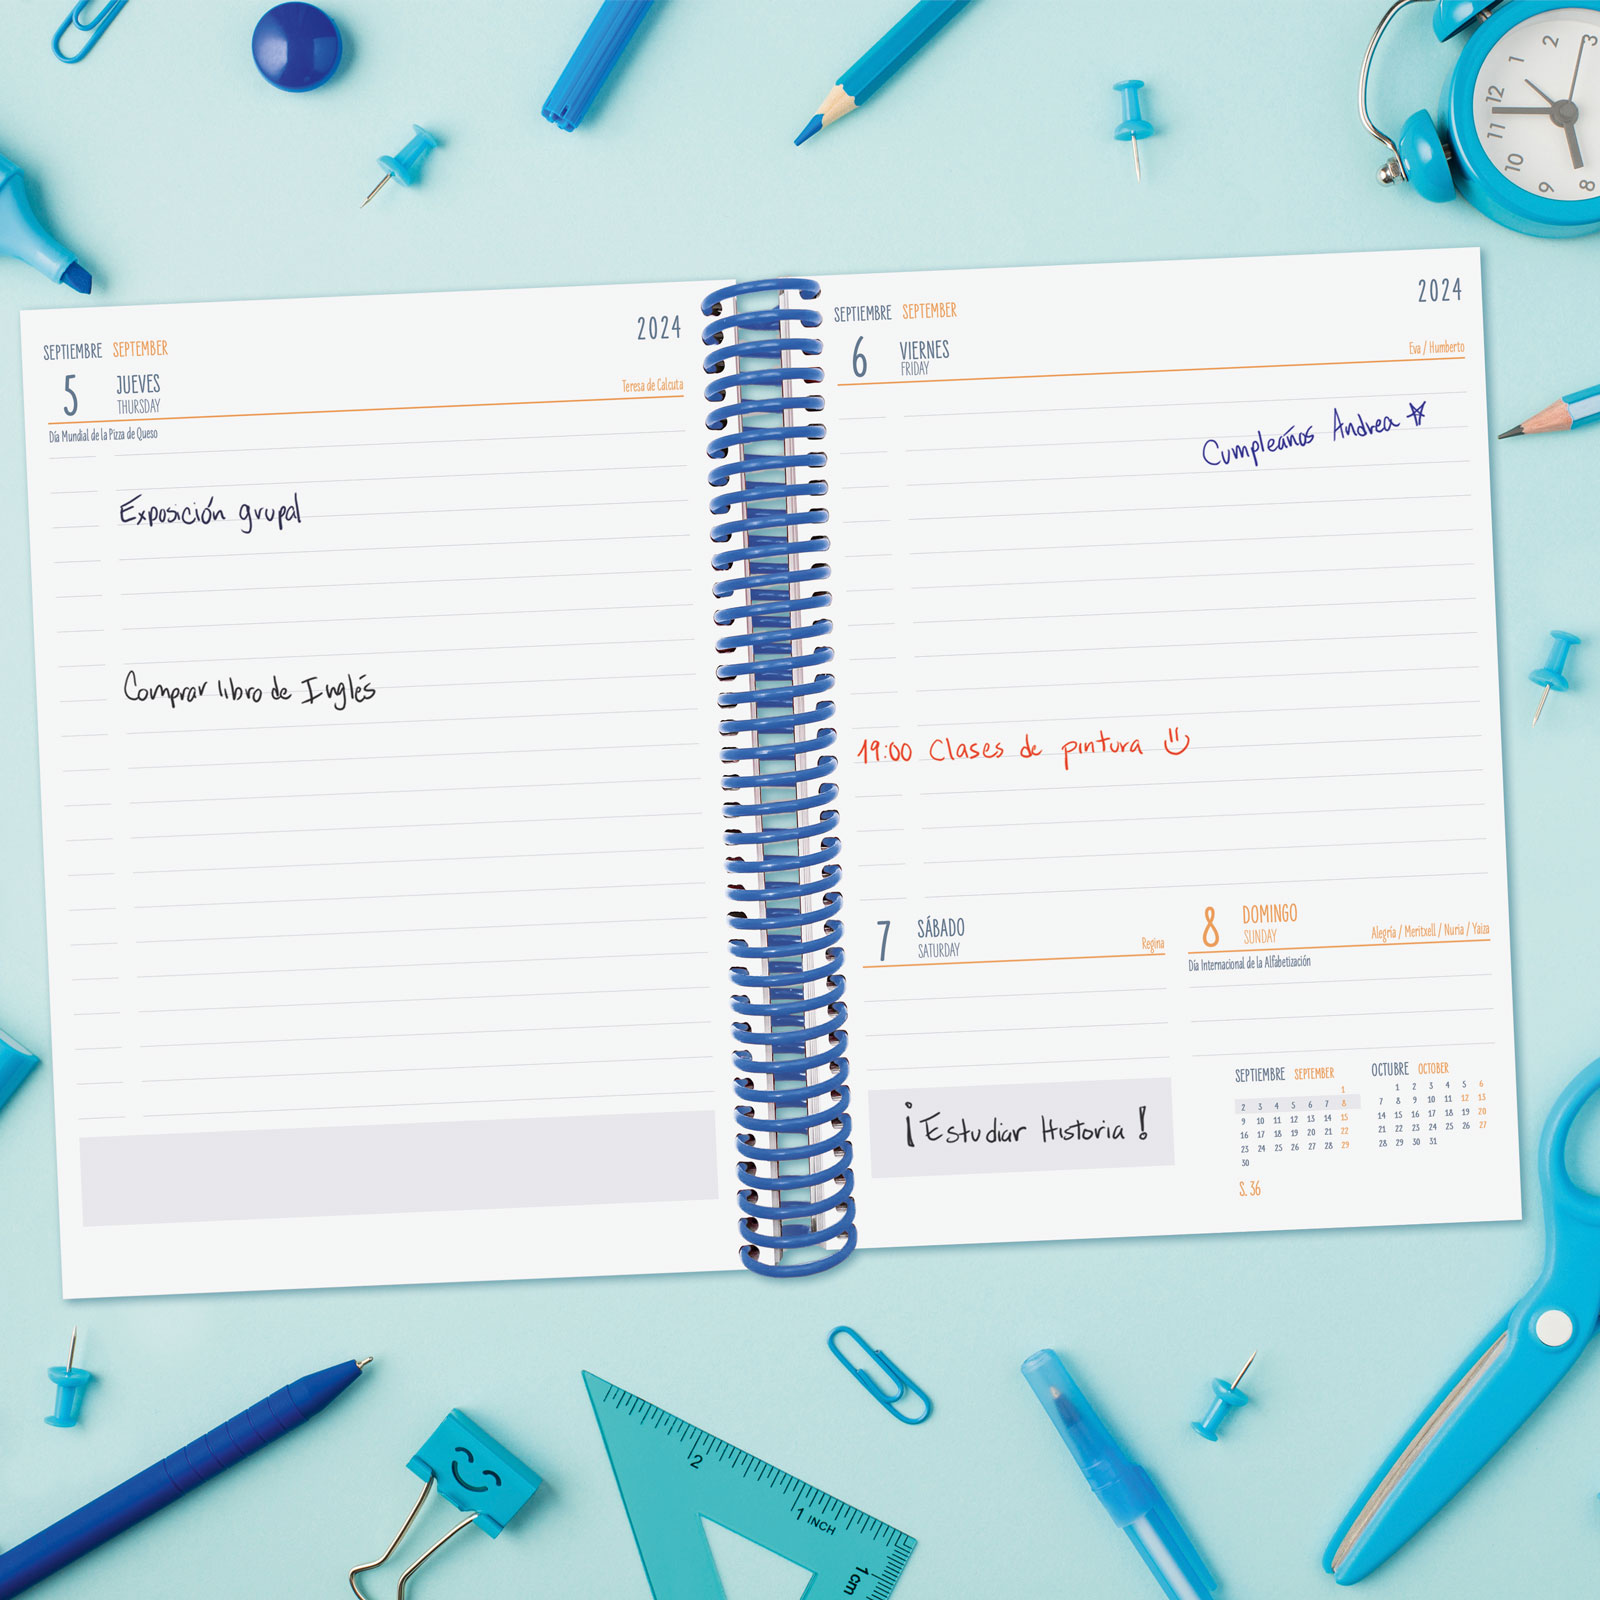 SEPTIEMBRE SEPTEMBER 2024
5 JUEVES
THURSDAY
Teresa de Calcuta
Día Mundial de la Pizza de Queso
Exposición grupal
Comprar libro de Inglés
SEPTIEMBRE SEPTEMBER 2024
6 VIERNES
FRIDAY
Eva / Humberto
Cumpleaños Andrea
19:00 Clases de pintura
7 SÁBADO
SATURDAY
Regina
¡Estudiar Historia!
8 DOMINGO
SUNDAY
Alegría / Meritxell / Nuria / Yaiza
Día Internacional de la Alfabetización
SEPTIEMBRE SEPTEMBER
1
2 3 4 5 6 7 8
9 10 11 12 13 14 15
16 17 18 19 20 21 22
23 24 25 26 27 28 29
30
S. 36
OCTUBRE OCTOBER
1 2 3 4 5 6
7 8 9 10 11 12 13
14 15 16 17 18 19 20
21 22 23 24 25 26 27
28 29 30 31
2 3
1
12
11
10
9
8
2
1 INCH
1 cm